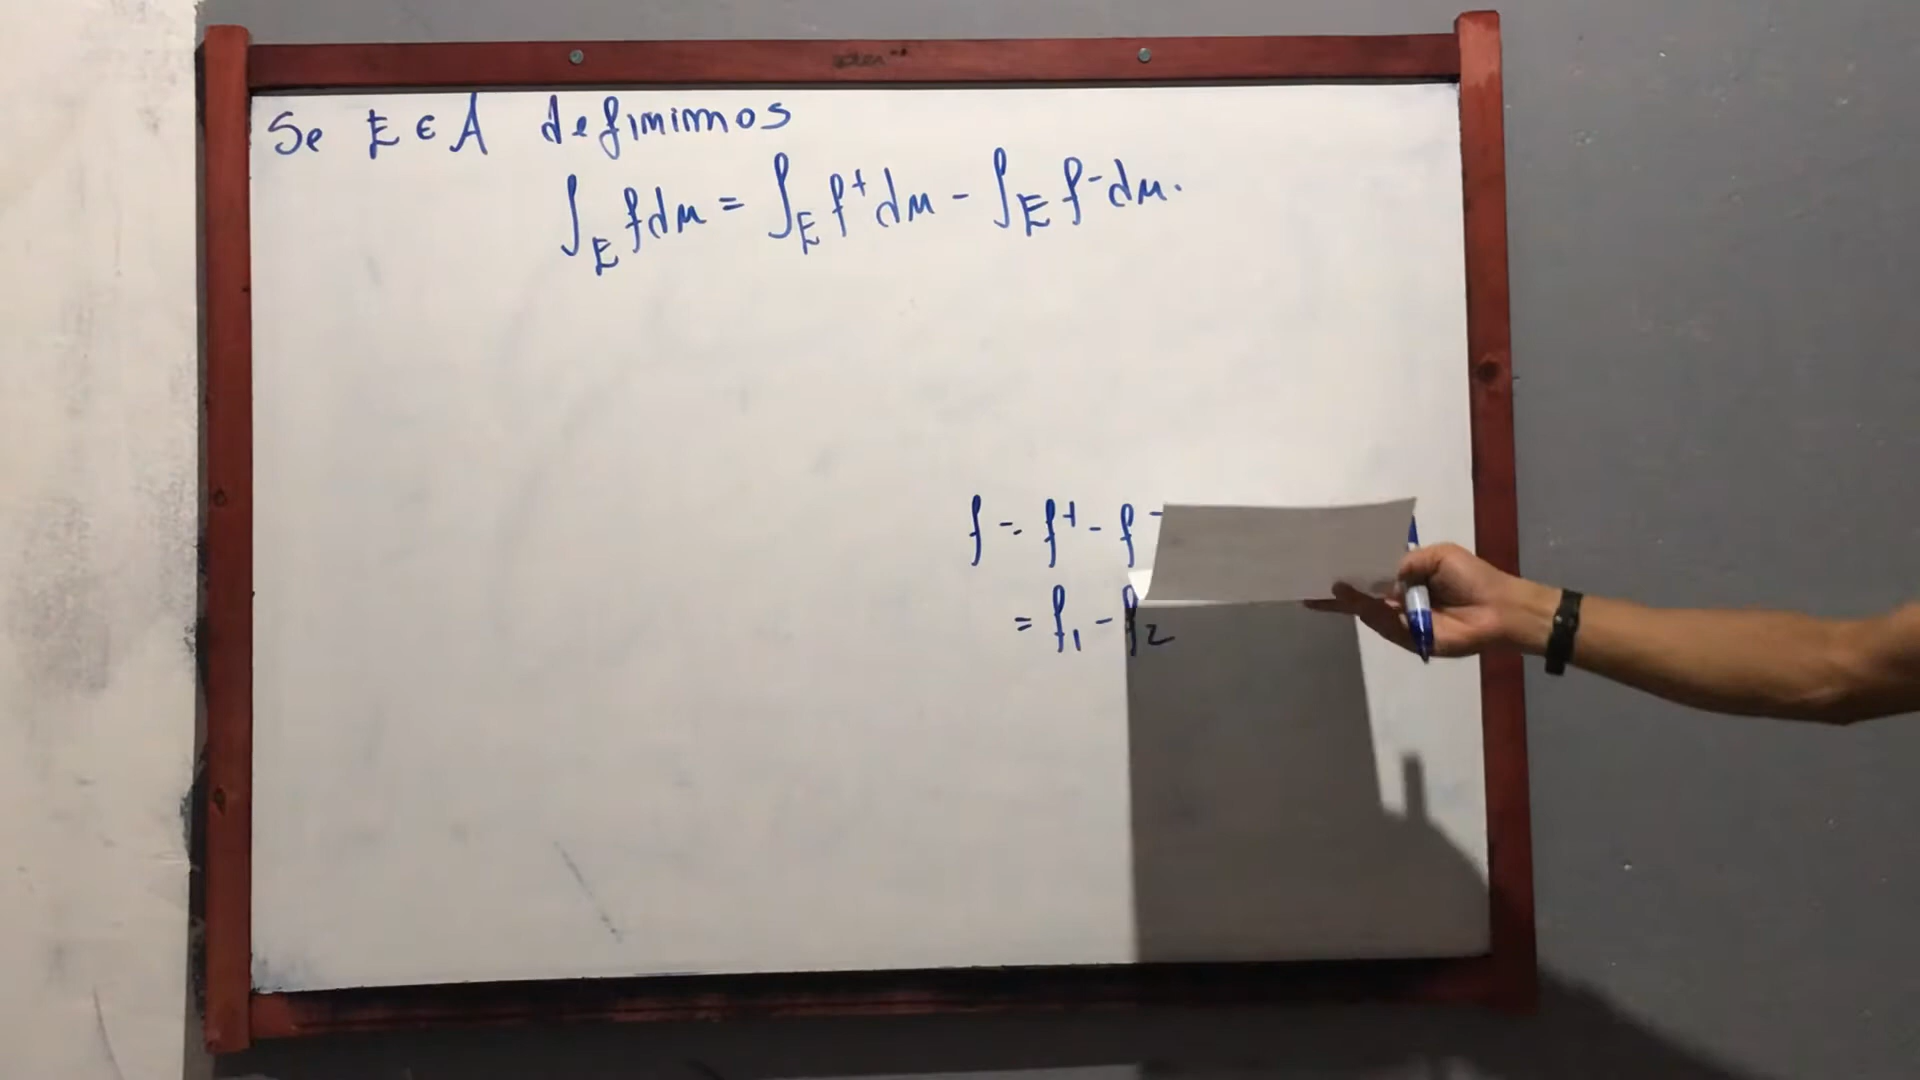 Se E ∈ A definimos
∫_E f dμ = ∫_E f⁺ dμ - ∫_E f⁻ dμ.
f = f⁺ - f⁻
= f₁ - f₂